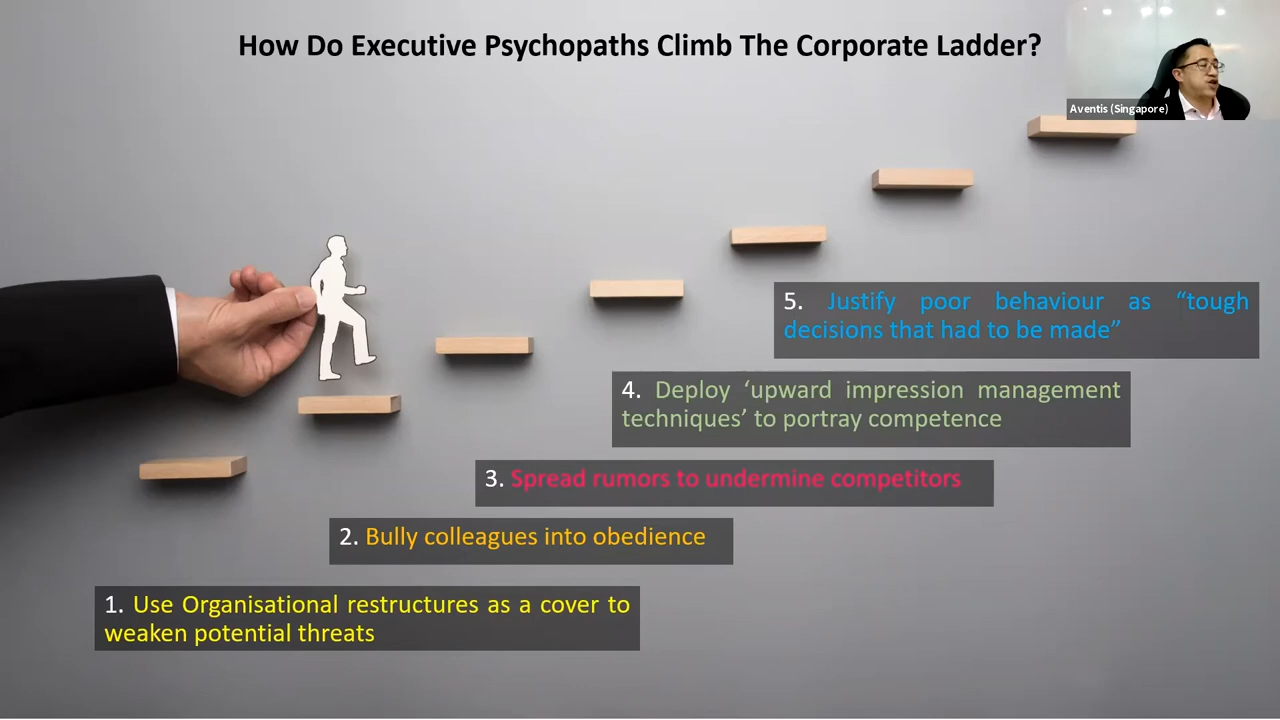 How Do Executive Psychopaths Climb The Corporate Ladder?
Aventis (Singapore)
5. Justify poor behaviour as “tough
decisions that had to be made”
4. Deploy ‘upward impression management
techniques’ to portray competence
3. Spread rumors to undermine competitors
2. Bully colleagues into obedience
1. Use Organisational restructures as a cover to
weaken potential threats